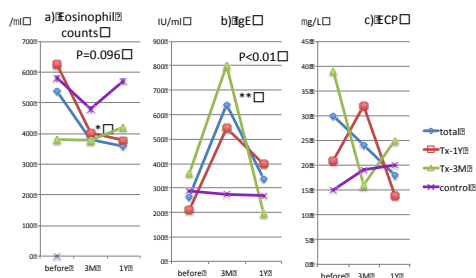 /ml
a) Eosinophil counts
P=0.096
700
600
500
400
300
200
100
0
*
before
3M
1Y
IU/ml
b) IgE
P<0.01
**
900
800
700
600
500
400
300
200
100
0
before
3M
1Y
mg/L
c) ECP
45
40
35
30
25
20
15
10
5
0
before
3M
1Y
total
Tx-1Y
Tx-3M
control